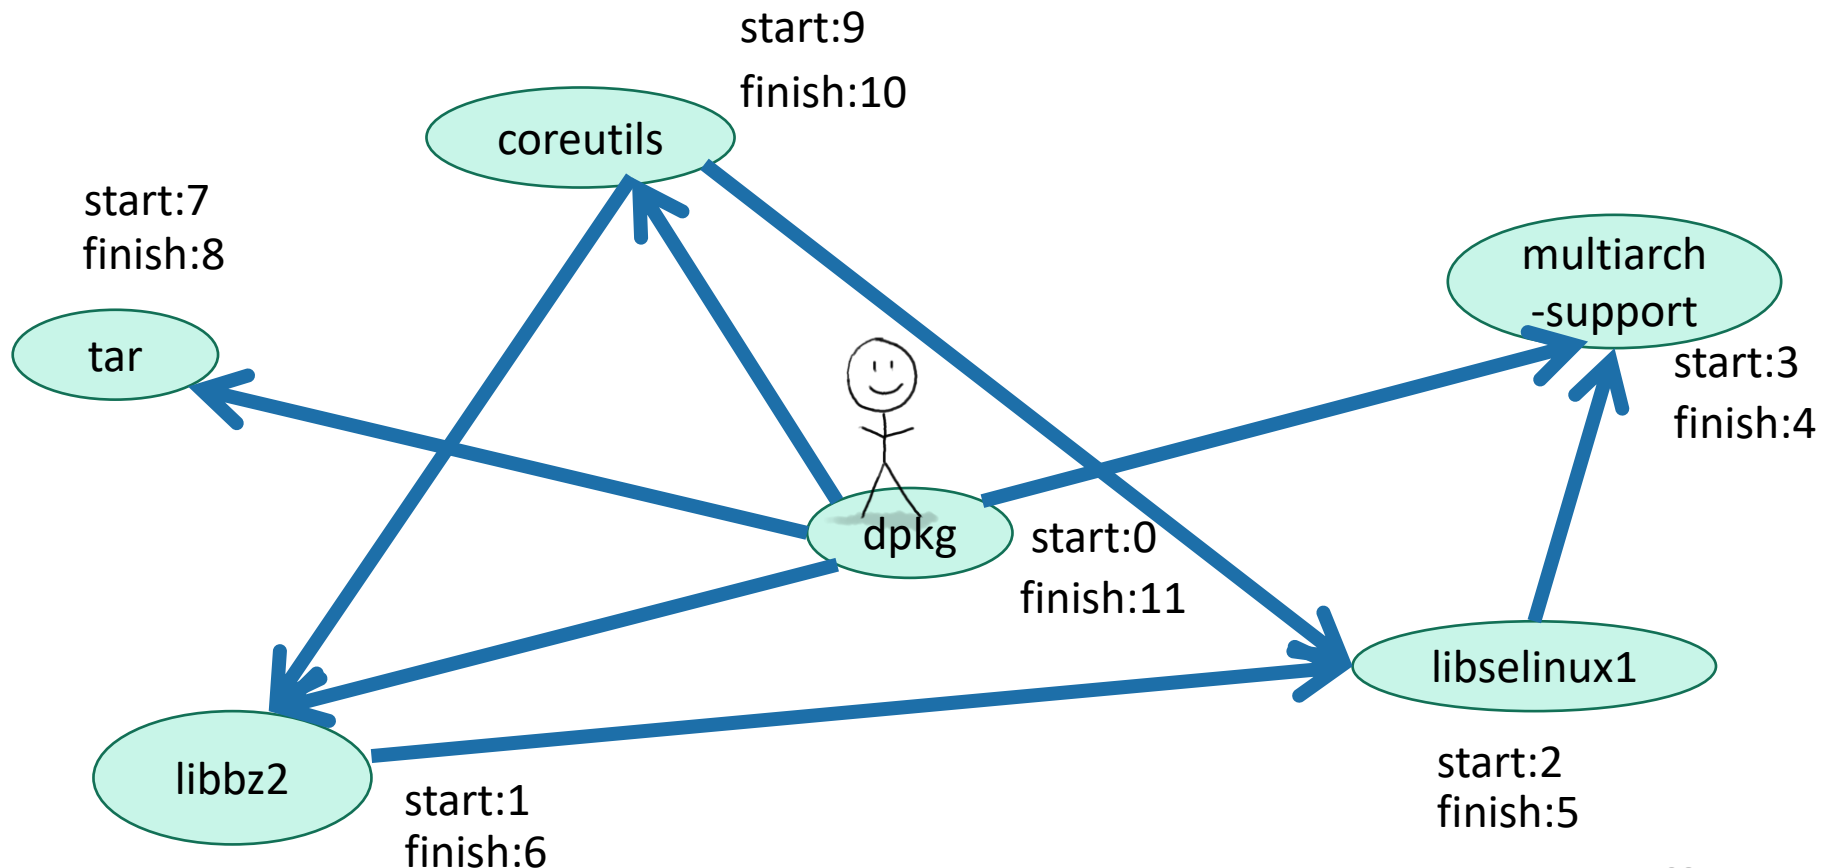 start:9
finish:10
coreutils
start:7
finish:8
tar
multiarch
-support
start:3
finish:4
dpkg
start:0
finish:11
libselinux1
start:2
finish:5
libbz2
start:1
finish:6